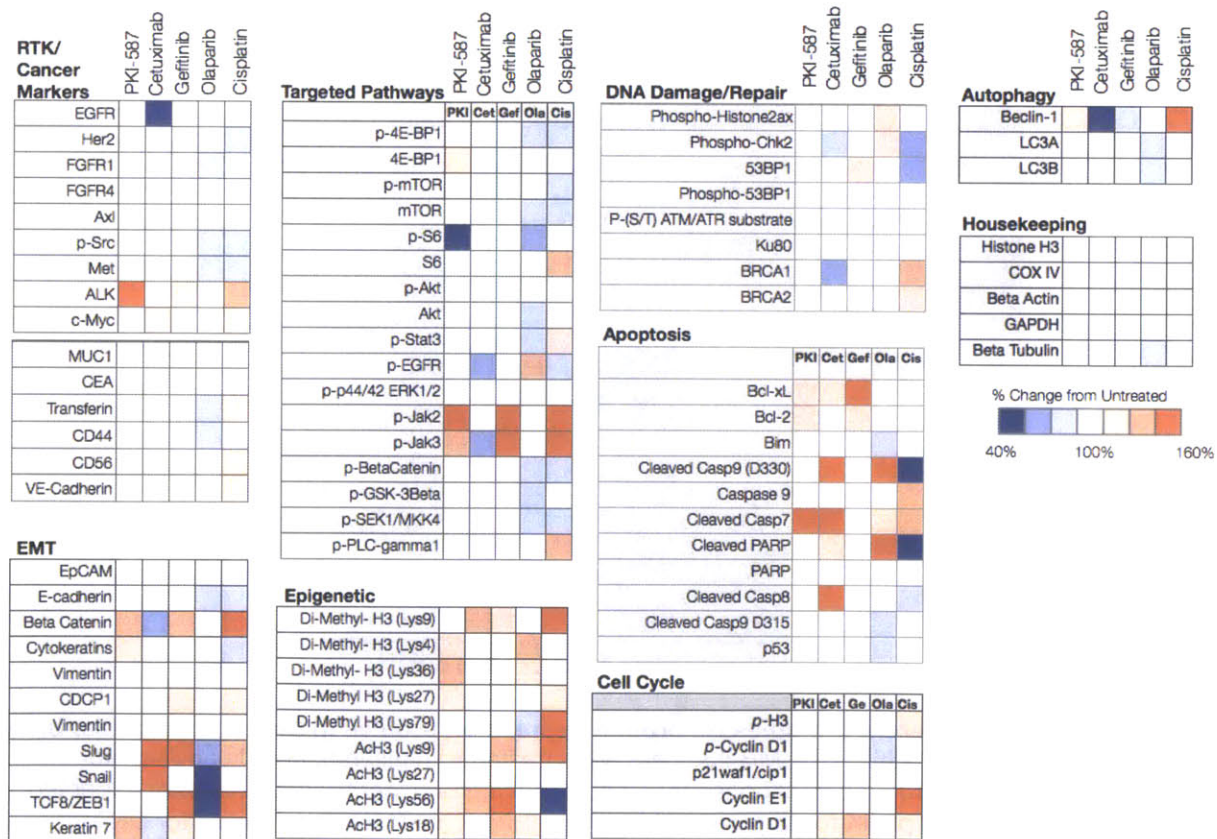 RTK/
Cancer
Markers
PKI-587
Cetuximab
Gefitinib
Olaparib
Cisplatin
EGFR
Her2
FGFR1
FGFR4
Axl
p-Src
Met
ALK
c-Myc
MUC1
CEA
Transferin
CD44
CD56
VE-Cadherin
EMT
EpCAM
E-cadherin
Beta Catenin
Cytokeratins
Vimentin
CDCP1
Vimentin
Slug
Snail
TCF8/ZEB1
Keratin 7
PKI-587
Cetuximab
Gefitinib
Olaparib
Cisplatin
Targeted Pathways
PKI Cet Gef Ola Cis
p-4E-BP1
4E-BP1
p-mTOR
mTOR
p-S6
S6
p-Akt
Akt
p-Stat3
p-EGFR
p-p44/42 ERK1/2
p-Jak2
p-Jak3
p-BetaCatenin
p-GSK-3Beta
p-SEK1/MKK4
p-PLC-gamma1
Epigenetic
Di-Methyl- H3 (Lys9)
Di-Methyl- H3 (Lys4)
Di-Methyl- H3 (Lys36)
Di-Methyl H3 (Lys27)
Di-Methyl H3 (Lys79)
AcH3 (Lys9)
AcH3 (Lys27)
AcH3 (Lys56)
AcH3 (Lys18)
PKI-587
Cetuximab
Gefitinib
Olaparib
Cisplatin
DNA Damage/Repair
Phospho-Histone2ax
Phospho-Chk2
53BP1
Phospho-53BP1
P-(S/T) ATM/ATR substrate
Ku80
BRCA1
BRCA2
Apoptosis
PKI Cet Gef Ola Cis
Bcl-xL
Bcl-2
Bim
Cleaved Casp9 (D330)
Caspase 9
Cleaved Casp7
Cleaved PARP
PARP
Cleaved Casp8
Cleaved Casp9 D315
p53
Cell Cycle
PKI Cet Ge Ola Cis
p-H3
p-Cyclin D1
p21waf1/cip1
Cyclin E1
Cyclin D1
PKI-587
Cetuximab
Gefitinib
Olaparib
Cisplatin
Autophagy
Beclin-1
LC3A
LC3B
Housekeeping
Histone H3
COX IV
Beta Actin
GAPDH
Beta Tubulin
% Change from Untreated
40% 100% 160%